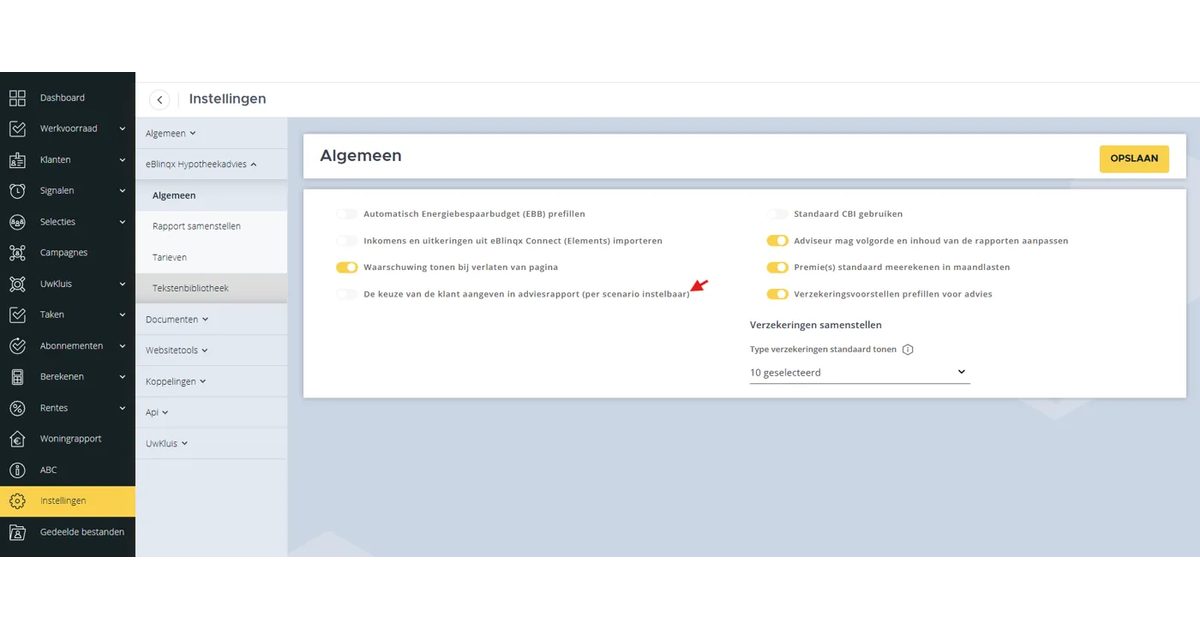 Dashboard
Werkvoorraad
Klanten
Signalen
Selecties
Campagnes
UwKluis
Taken
Abonnementen
Berekenen
Rentes
Woningrapport
ABC
Instellingen
Gedeelde bestanden
Instellingen
Algemeen
eBlinqx Hypotheekadvies
Algemeen
Rapport samenstellen
Tarieven
Tekstenbibliotheek
Documenten
Websitetools
Koppelingen
Api
UwKluis
Algemeen
OPSLAAN
Automatisch Energiebespaarbudget (EBB) prefillen
Inkomens en uitkeringen uit eBlinqx Connect (Elements) importeren
Waarschuwing tonen bij verlaten van pagina
De keuze van de klant aangeven in adviesrapport (per scenario instelbaar)
Standaard CBI gebruiken
Adviseur mag volgorde en inhoud van de rapporten aanpassen
Premie(s) standaard meerekenen in maandlasten
Verzekeringsvoorstellen prefillen voor advies
Verzekeringen samenstellen
Type verzekeringen standaard tonen
10 geselecteerd